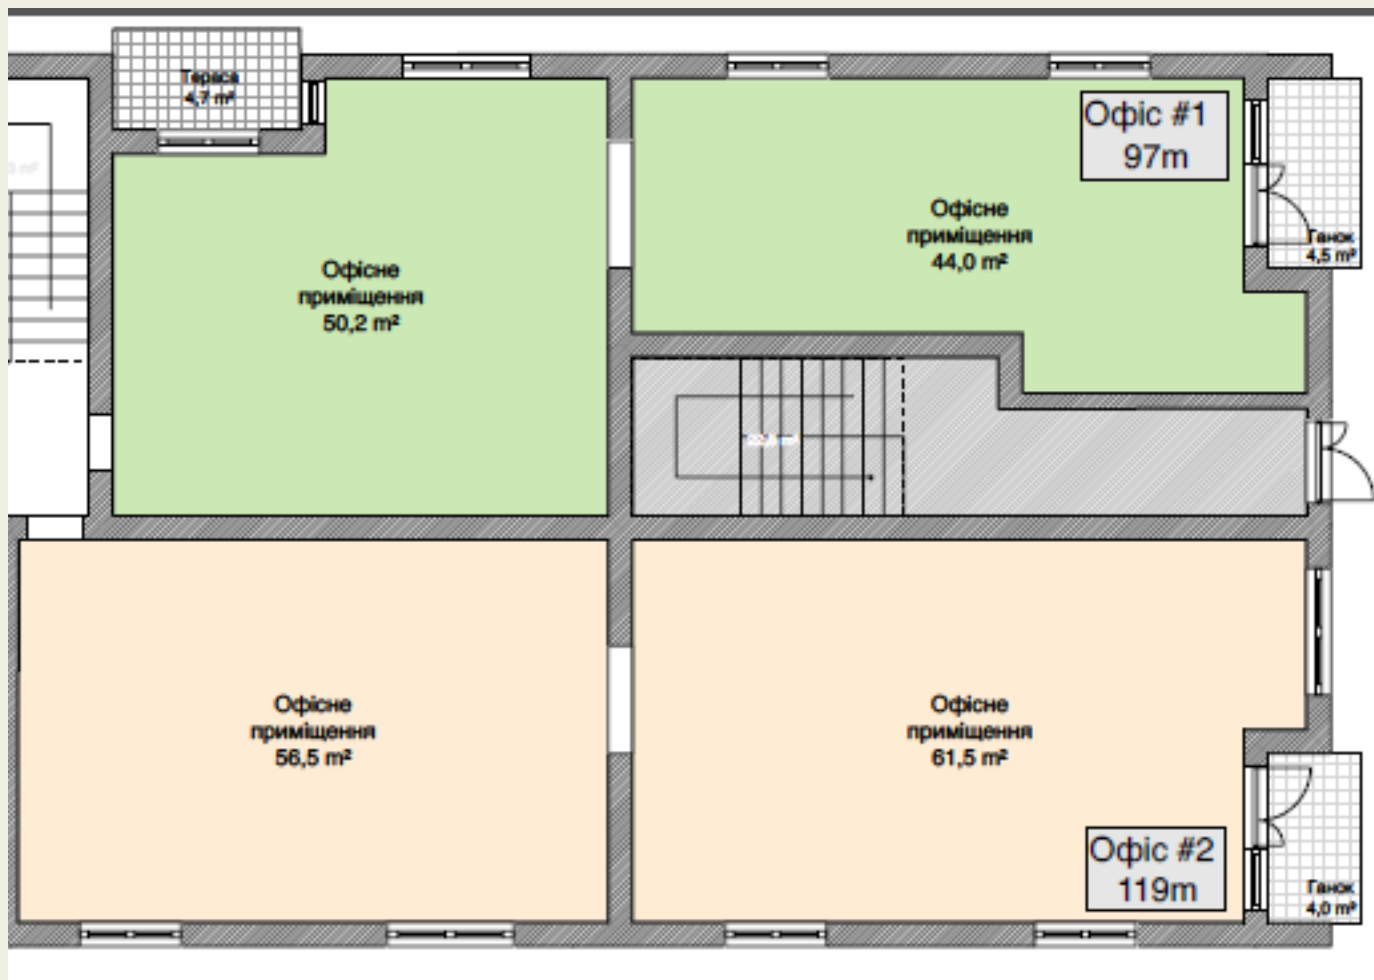 Тераса
4,7 m²
Офіс #1
97m
Офісне
приміщення
44,0 m²
Ганок
4,5 m²
Офісне
приміщення
50,2 m²
Офісне
приміщення
56,5 m²
Офісне
приміщення
61,5 m²
Офіс #2
119m
Ганок
4,0 m²